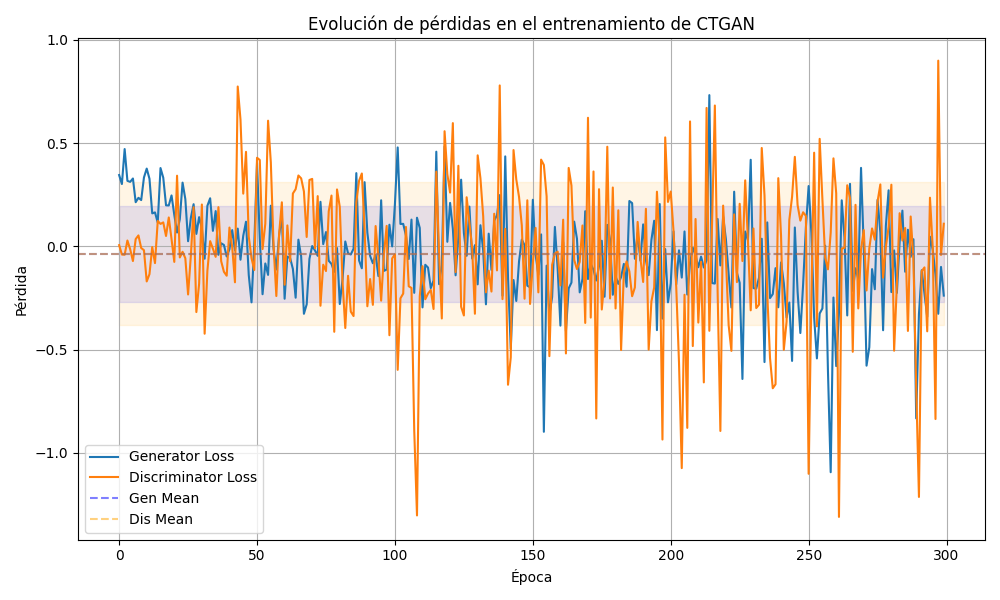 Evolución de pérdidas en el entrenamiento de CTGAN
1.0
0.5
0.0
−0.5
−1.0
Pérdida
Generator Loss
Discriminator Loss
Gen Mean
Dis Mean
0 50 100 150 200 250 300
Época